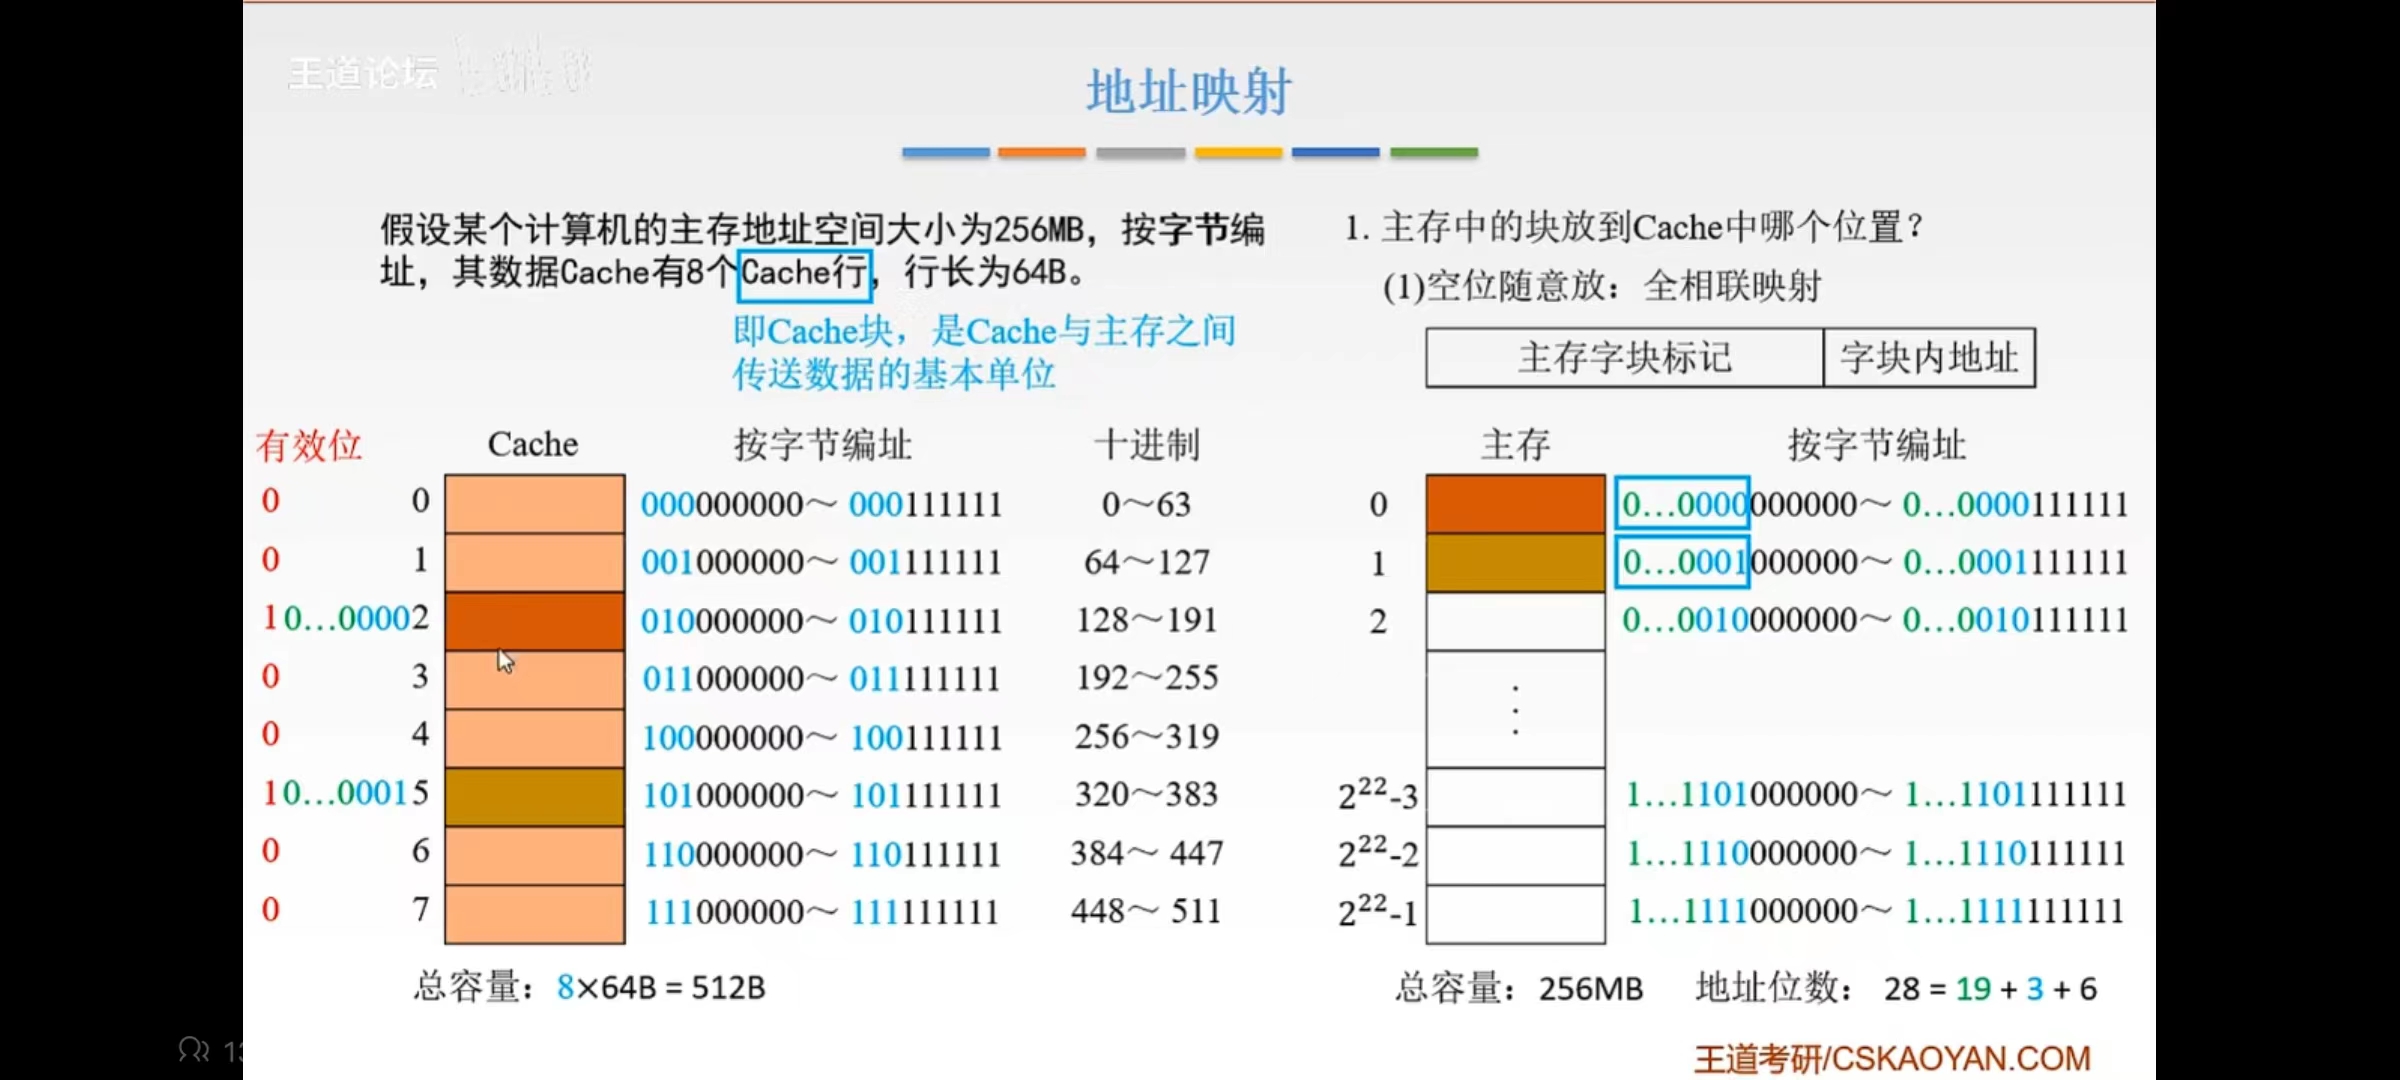 王道论坛
地址映射
假设某个计算机的主存地址空间大小为256MB，按字节编
址，其数据Cache有8个Cache行，行长为64B。
即Cache块，是Cache与主存之间
传送数据的基本单位
1. 主存中的块放到Cache中哪个位置？
(1)空位随意放：全相联映射
主存字块标记 字块内地址
有效位 Cache 按字节编址 十进制
0 0 000000000～ 000111111 0～63
0 1 001000000～ 001111111 64～127
1 0…00002 010000000～ 010111111 128～191
0 3 011000000～ 011111111 192～255
0 4 100000000～ 100111111 256～319
1 0…00015 101000000～ 101111111 320～383
0 6 110000000～ 110111111 384～ 447
0 7 111000000～ 111111111 448～ 511
总容量：8×64B = 512B
主存 按字节编址
0 0…0000000000～ 0…0000111111
1 0…0001000000～ 0…0001111111
2 0…0010000000～ 0…0010111111
⋮
2²²-3 1…1101000000～ 1…1101111111
2²²-2 1…1110000000～ 1…1110111111
2²²-1 1…1111000000～ 1…1111111111
总容量：256MB 地址位数： 28 = 19 + 3 + 6
王道考研/CSKAOYAN.COM